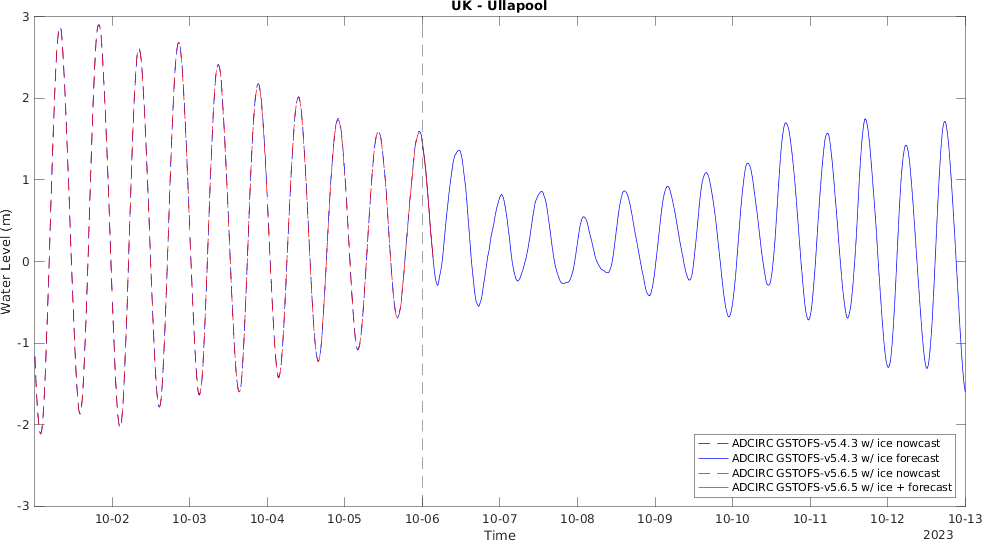 UK - Ullapool
3
2
1
0
-1
-2
-3
Water Level (m)
10-02 10-03 10-04 10-05 10-06 10-07 10-08 10-09 10-10 10-11 10-12 10-13
Time
2023
ADCIRC GSTOFS-v5.4.3 w/ ice nowcast
ADCIRC GSTOFS-v5.4.3 w/ ice forecast
ADCIRC GSTOFS-v5.6.5 w/ ice nowcast
ADCIRC GSTOFS-v5.6.5 w/ ice + forecast